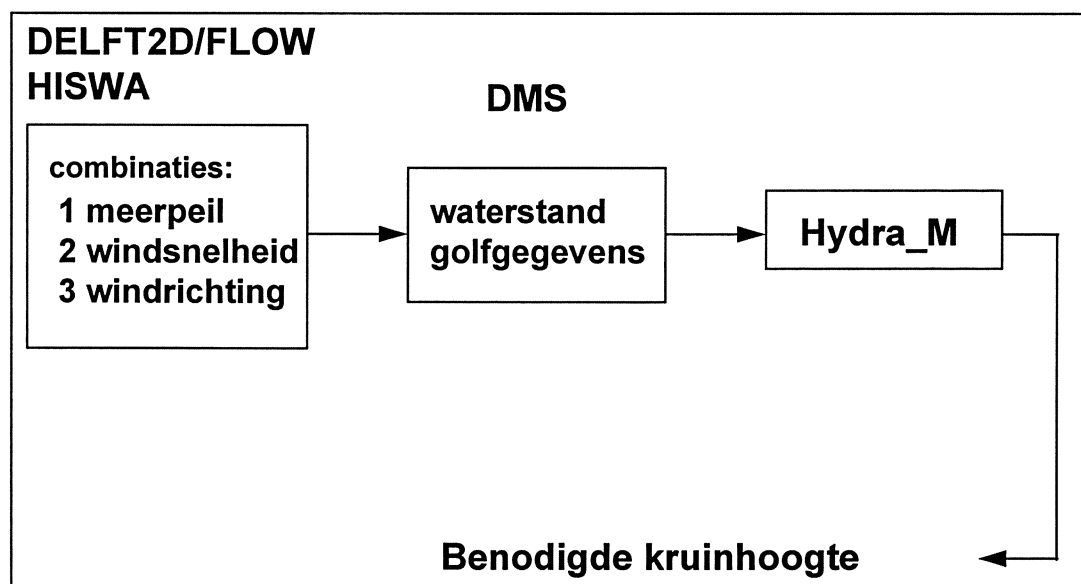 DELFT2D/FLOW
HISWA
DMS
combinaties:
1 meerpeil
2 windsnelheid
3 windrichting
waterstand
golfgegevens
Hydra_M
Benodigde kruinhoogte